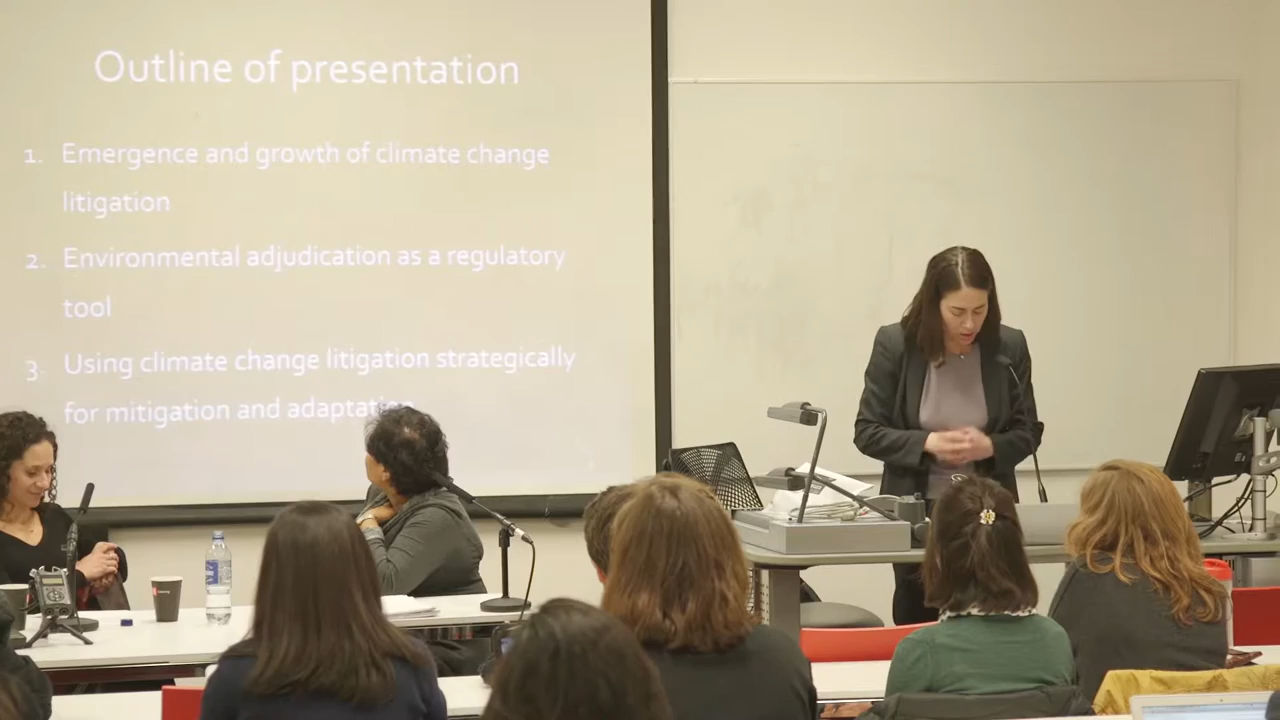 Outline of presentation
1. Emergence and growth of climate change
litigation
2. Environmental adjudication as a regulatory
tool
3. Using climate change litigation strategically
for mitigation and adaptation